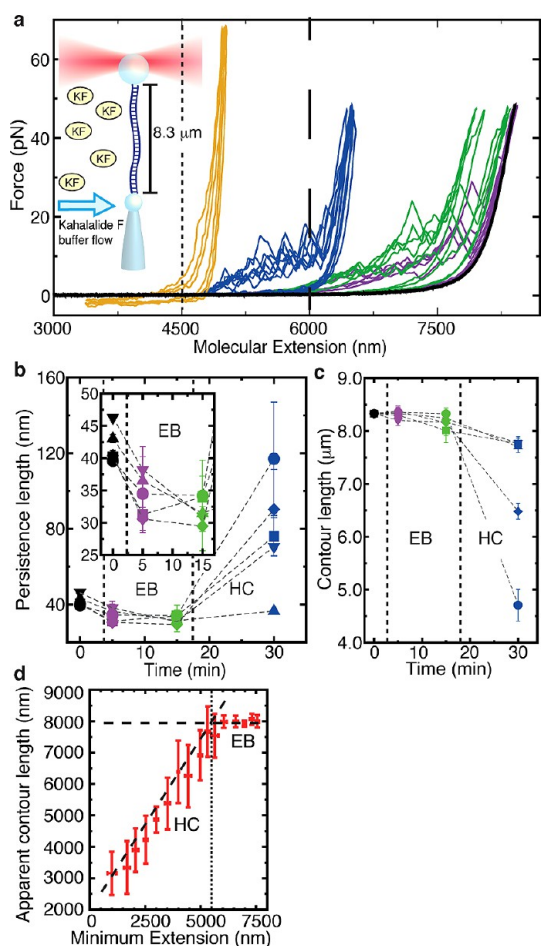 a
60
40
20
0
Force (pN)
KF
KF
KF
KF
KF
8.3 μm
Kahalalide F
buffer flow
3000 4500 6000 7500
Molecular Extension (nm)
b
160
120
80
40
Persistence length (nm)
50
45
40
35
30
25
EB
0 5 10 15
EB
HC
0 10 20 30
Time (min)
c
9.0
8.0
7.0
6.0
5.0
4.0
Contour length (μm)
EB
HC
0 10 20 30
Time (min)
d
9000
8000
7000
6000
5000
4000
3000
2000
Apparent contour length (nm)
EB
HC
0 2500 5000 7500
Minimum Extension (nm)